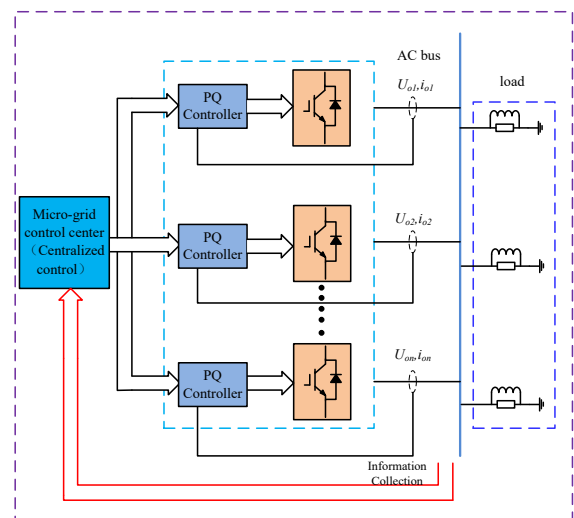 AC bus
load
PQ
Controller
Uo1,io1
Micro-grid
control center
（Centralized
control）
PQ
Controller
Uo2,io2
PQ
Controller
Uon,ion
Information
Collection